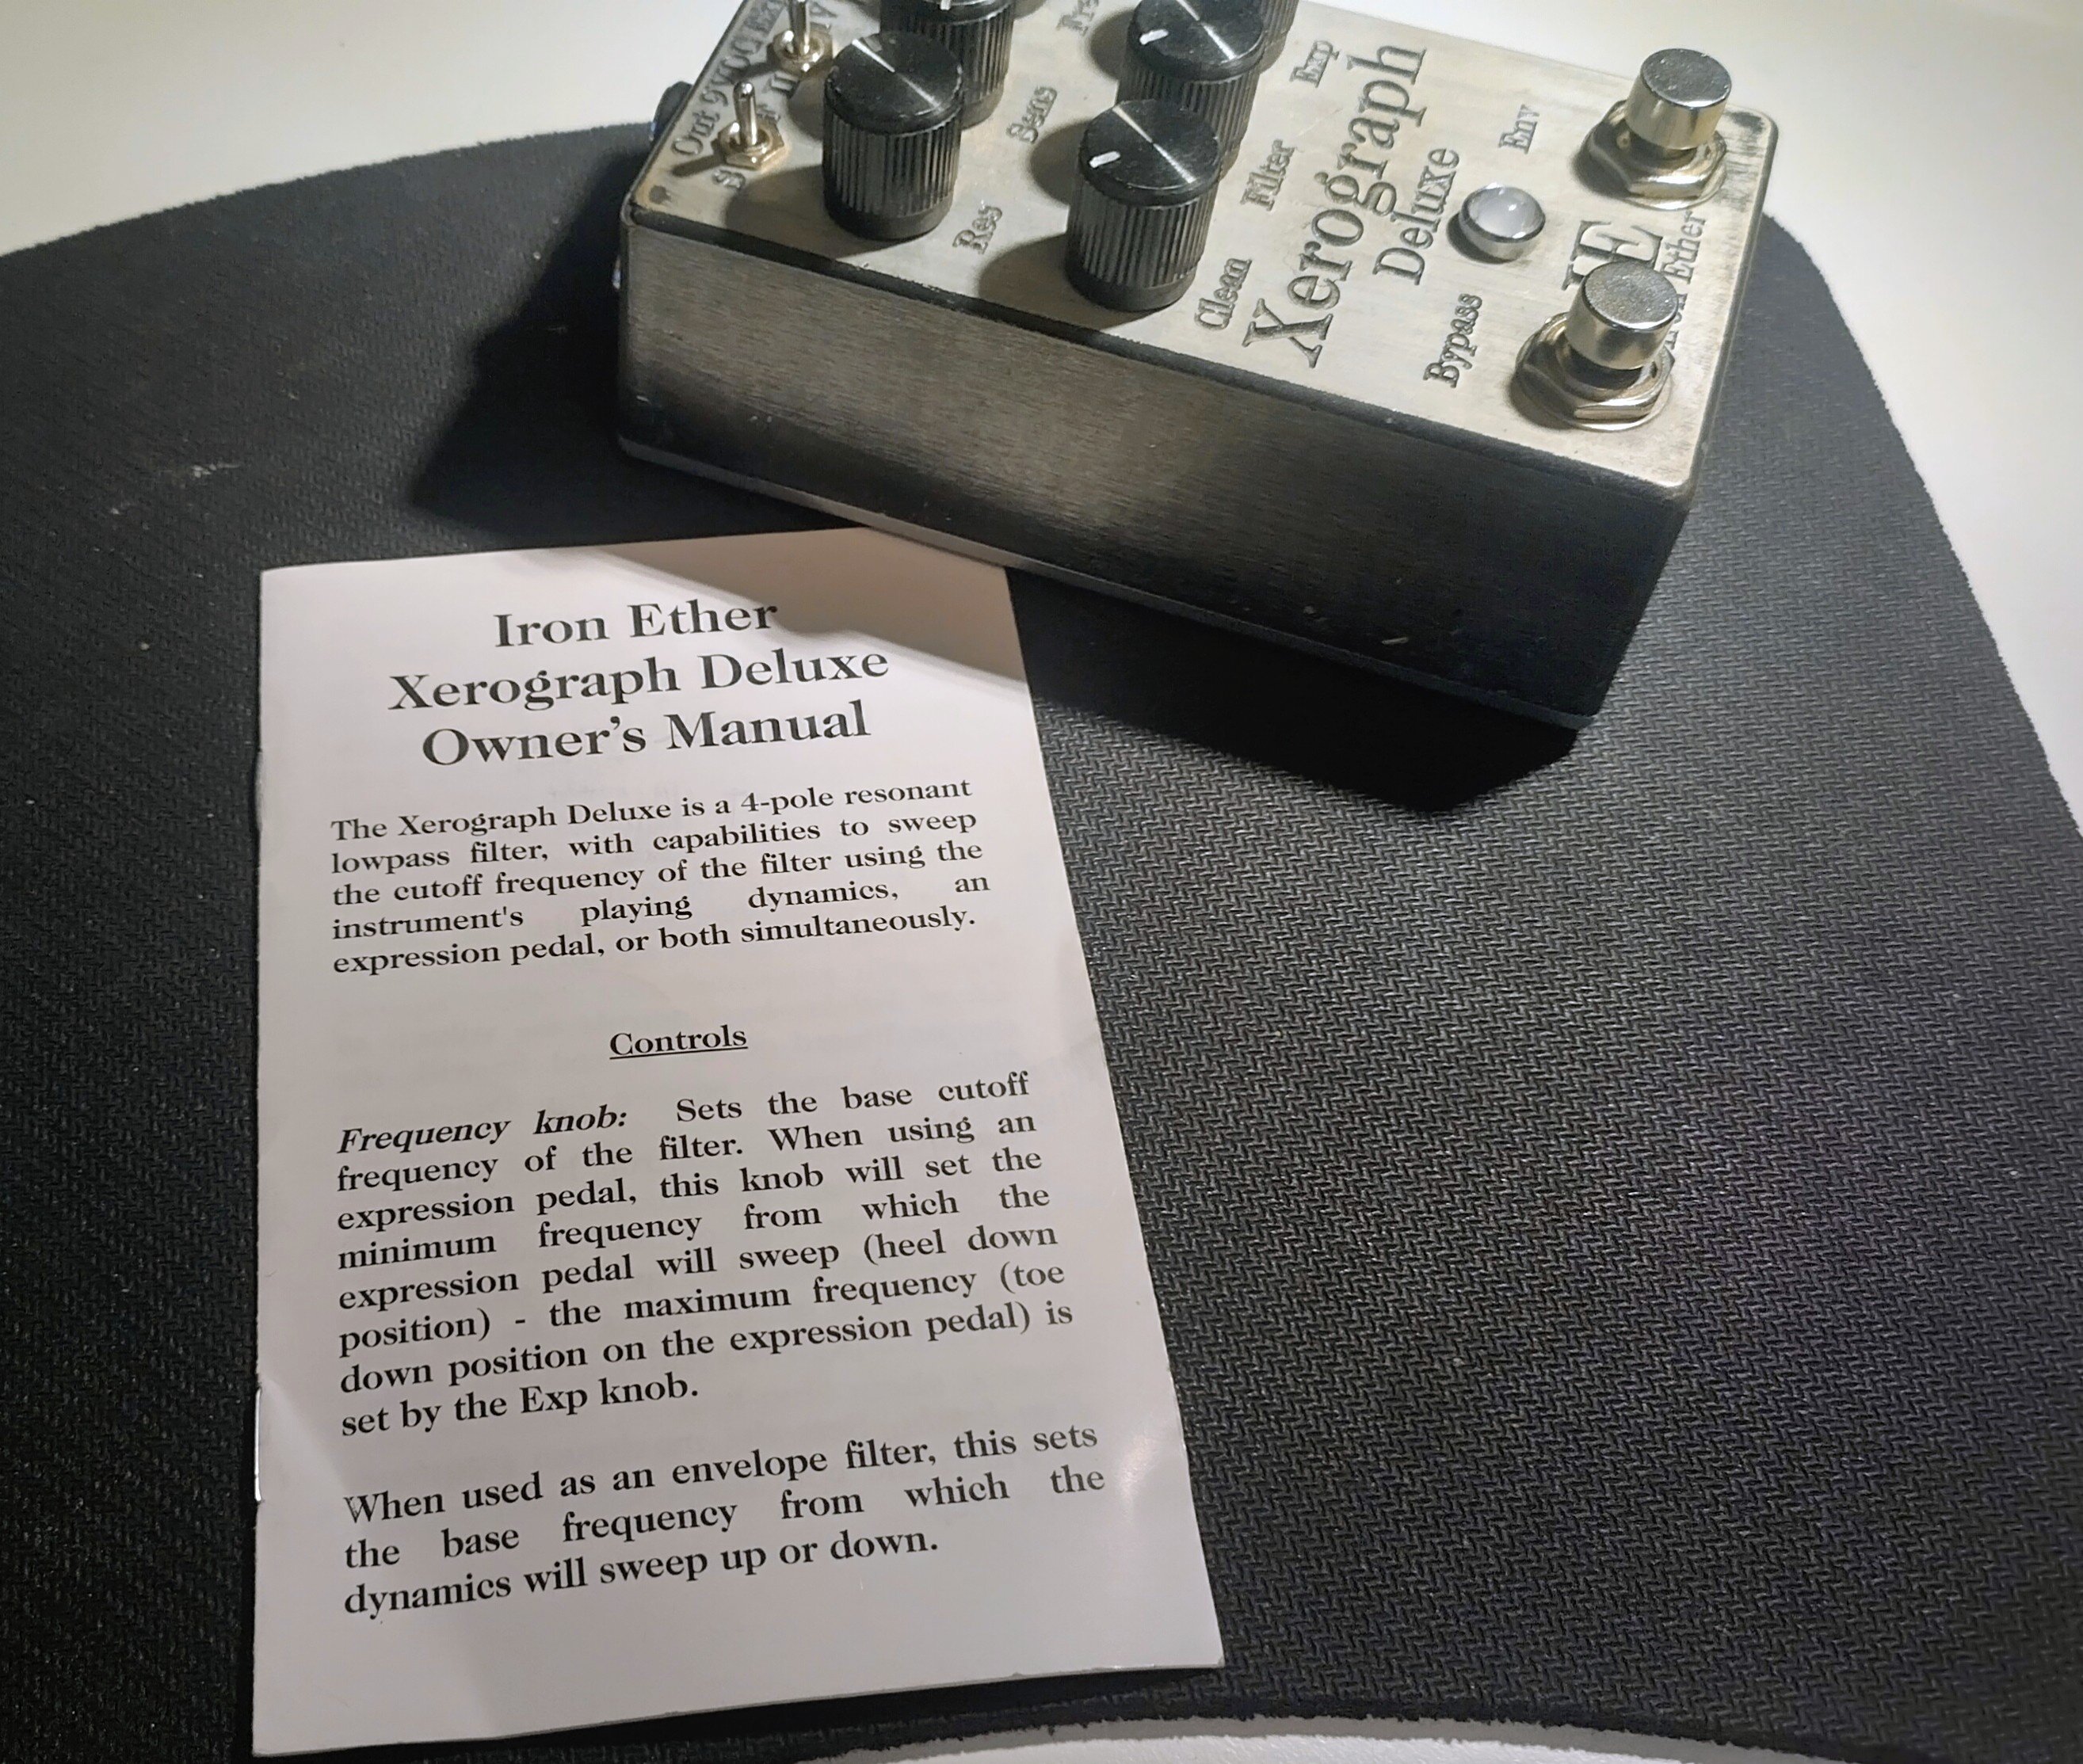 Out 9VDC Exp
Sens
Res
Exp
Filter
Clean
Xerograph
Deluxe
Env
Bypass
IE
Ether
Iron Ether
Xerograph Deluxe
Owner's Manual
The Xerograph Deluxe is a 4-pole resonant
lowpass filter, with capabilities to sweep
the cutoff frequency of the filter using the
instrument's playing dynamics, an
expression pedal, or both simultaneously.
Controls
Frequency knob: Sets the base cutoff
frequency of the filter. When using an
expression pedal, this knob will set the
minimum frequency from which the
expression pedal will sweep (heel down
position) - the maximum frequency (toe
down position on the expression pedal) is
set by the Exp knob.
When used as an envelope filter, this sets
the base frequency from which the
dynamics will sweep up or down.